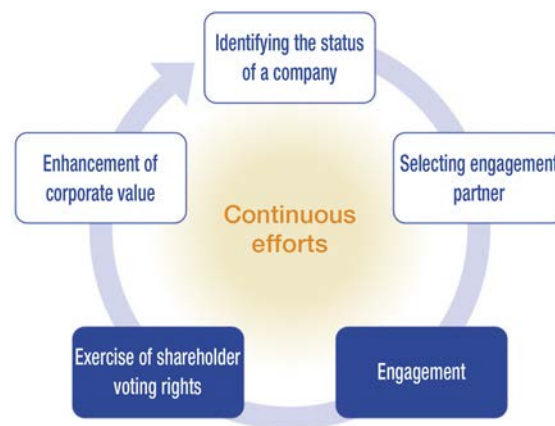 Identifying the status
of a company
Selecting engagement
partner
Engagement
Exercise of shareholder
voting rights
Enhancement of
corporate value
Continuous
efforts